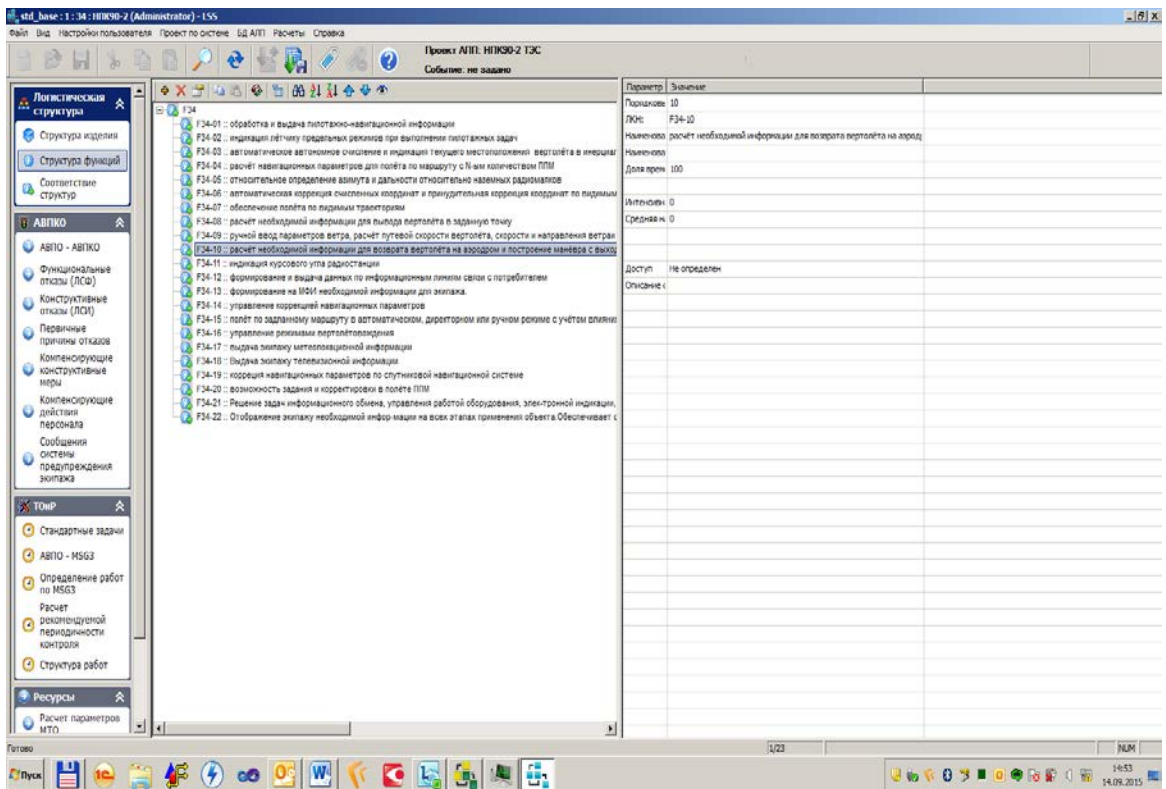 std_base : 1 : 34 : НПК90-2 (Administrator) - LSS
Файл Вид Настройки пользователя Проект по системе БД АЛП Расчеты Справка
Проект АЛП: НПК90-2 ТЭС
Событие: не задано
Логистическая
структура
Структура изделия
Структура функций
Соответствие
структур
АВПКО
АВПО - АВПКО
Функциональные
отказы (ЛСФ)
Конструктивные
отказы (ЛСИ)
Первичные
причины отказов
Компенсирующие
конструктивные
меры
Компенсирующие
действия
персонала
Сообщения
системы
предупреждения
экипажа
ТОиР
Стандартные задачи
АВПО - MSG3
Определение работ
по MSG3
Расчет
рекомендуемой
периодичности
контроля
Структура работ
Ресурсы
Расчет параметров
МТО
F34
F34-01 :: обработка и выдача пилотажно-навигационной информации
F34-02 :: индикация лётчику предельных режимов при выполнении пилотажных задач
F34-03 :: автоматическое автономное счисление и индикация текущего местоположения вертолёта в инерциал
F34-04 :: расчёт навигационных параметров для полёта по маршруту с N-ым количеством ППМ
F34-05 :: относительное определение азимута и дальности относительно наземных радиомаяков
F34-06 :: автоматическая коррекция счисленных координат и принудительная коррекция координат по видимым
F34-07 :: обеспечение полёта по видимым траекториям
F34-08 :: расчёт необходимой информации для вывода вертолёта в заданную точку
F34-09 :: ручной ввод параметров ветра, расчёт путевой скорости вертолёта, скорости и направления ветра
F34-10 :: расчёт необходимой информации для возврата вертолёта на аэродром и построение манёвра с выход
F34-11 :: индикация курсового угла радиостанции
F34-12 :: формирование и выдача данных по информационным линиям связи с потребителем
F34-13 :: формирование на МФИ необходимой информации для экипажа.
F34-14 :: управление коррекцией навигационных параметров
F34-15 :: полёт по заданному маршруту в автоматическом, директорном или ручном режиме с учётом влияни
F34-16 :: управление режимами вертолётовождения
F34-17 :: выдача экипажу метеолокационной информации
F34-18 :: Выдача экипажу телевизионной информации.
F34-19 :: коррекция навигационных параметров по спутниковой навигационной системе
F34-20 :: возможность задания и корректировки в полёте ППМ
F34-21 :: Решение задач информационного обмена, управления работой оборудования, элек-тронной индикации,
F34-22 :: Отображение экипажу необходимой инфор-мации на всех этапах применения объекта.Обеспечивает с
Параметр Значение
Порядкове 10
ЛКН: F34-10
Наименова расчёт необходимой информации для возврата вертолёта на аэродр
Наименова
Доля врем 100
Интенсивн 0
Средняя н 0
Доступ Не определен
Описание
Готово 1/23 NUM
Пуск
14:53
14.09.2015